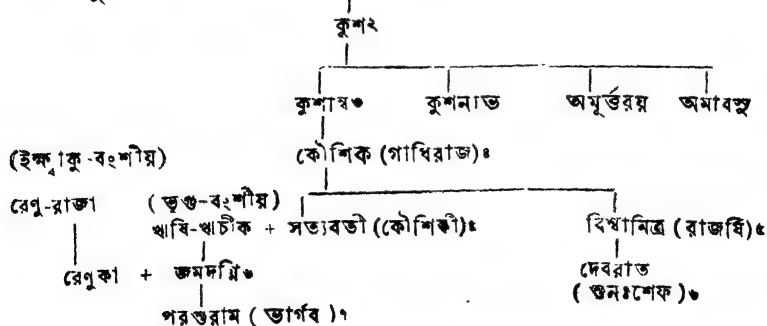 কুশ২
কুশাম্ব৩ কুশনাভ অমূর্ত্তরয় অমাবসু
(ইক্ষ্বাকু-বংশীয়) কৌশিক (গাধিরাজ)৪
রেণু-রাজা (ভৃগু-বংশীয়)
ঋষি-ঋচীক + সত্যবতী (কৌশিকী)৫ বিশ্বামিত্র (রাজর্ষি)৫
রেণুকা + জমদগ্নি৬ দেবরাত
(শুনঃশেফ)৬
পরশুরাম (ভার্গব)৭